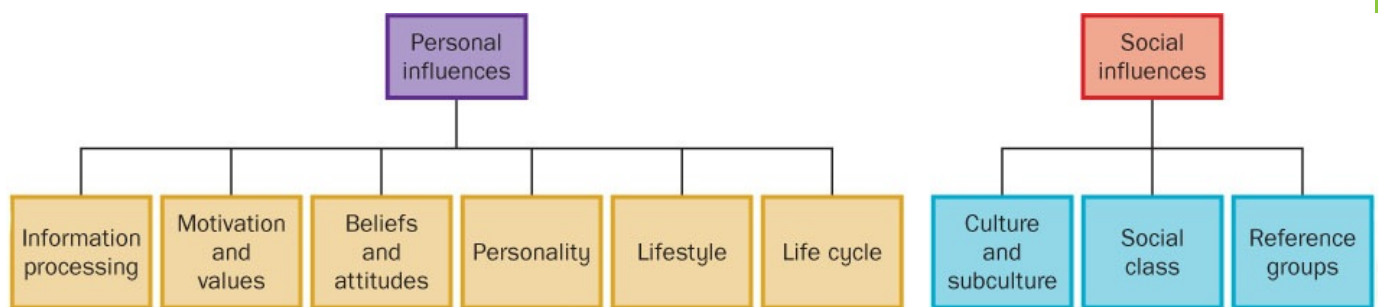 Personal
influences
Social
influences
Information
processing
Motivation
and
values
Beliefs
and
attitudes
Personality
Lifestyle
Life cycle
Culture
and
subculture
Social
class
Reference
groups